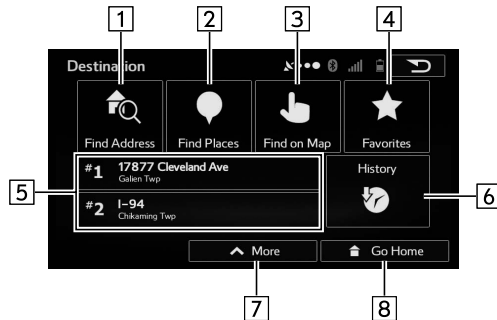 1 2 3 4
Destination
Find Address Find Places Find on Map Favorites
#1 17877 Cleveland Ave
Galien Twp
History
#2 I-94
Chikaming Twp
5
6
More Go Home
7 8